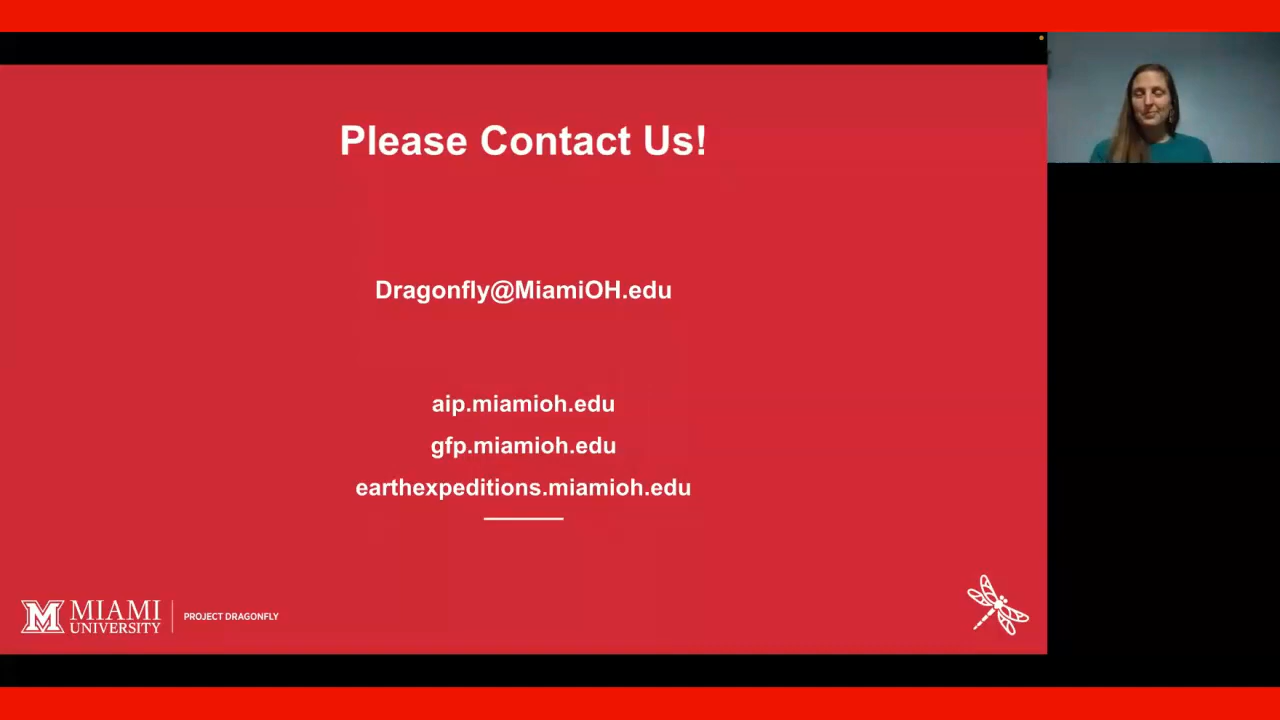 Please Contact Us!
Dragonfly@MiamiOH.edu
aip.miamioh.edu
gfp.miamioh.edu
earthexpeditions.miamioh.edu
M MIAMI UNIVERSITY
PROJECT DRAGONFLY